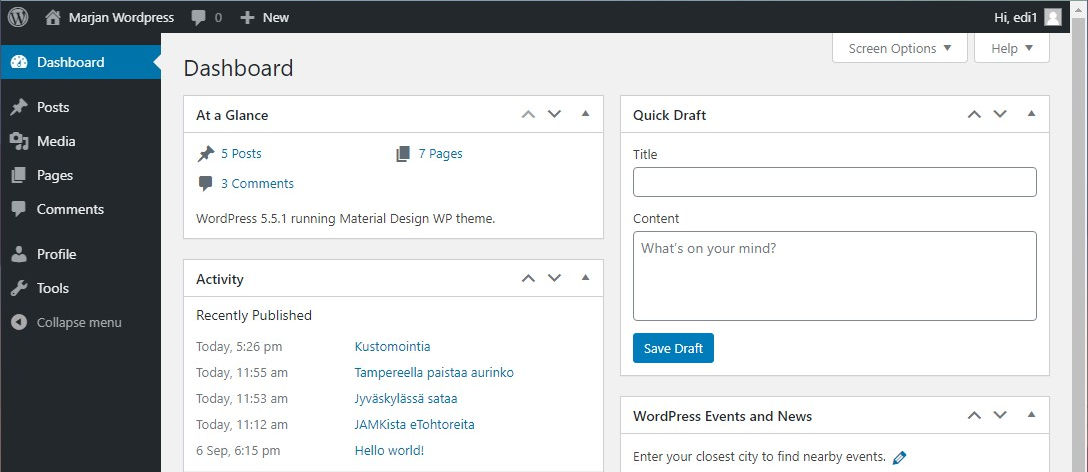 Marjan Wordpress 0 New Hi, edi1
Dashboard
Posts
Media
Pages
Comments
Profile
Tools
Collapse menu
Screen Options Help
Dashboard
At a Glance
5 Posts 7 Pages
3 Comments
WordPress 5.5.1 running Material Design WP theme.
Activity
Recently Published
Today, 5:26 pm Kustomointia
Today, 11:55 am Tampereella paistaa aurinko
Today, 11:53 am Jyväskylässä sataa
Today, 11:12 am JAMKista eTohtoreita
6 Sep, 6:15 pm Hello world!
Quick Draft
Title
Content
What's on your mind?
Save Draft
WordPress Events and News
Enter your closest city to find nearby events.